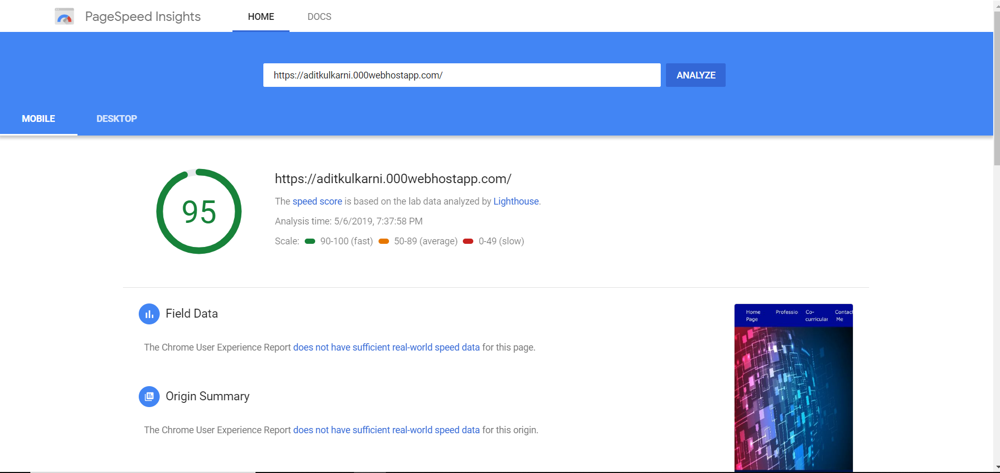 PageSpeed Insights HOME DOCS
https://aditkulkarni.000webhostapp.com/ ANALYZE
MOBILE DESKTOP
95
https://aditkulkarni.000webhostapp.com/
The speed score is based on the lab data analyzed by Lighthouse.
Analysis time: 5/6/2019, 7:37:58 PM
Scale: 90-100 (fast) 50-89 (average) 0-49 (slow)
Field Data
The Chrome User Experience Report does not have sufficient real-world speed data for this page.
Origin Summary
The Chrome User Experience Report does not have sufficient real-world speed data for this origin.
Home Professio Co- Contact
Page curricular Me